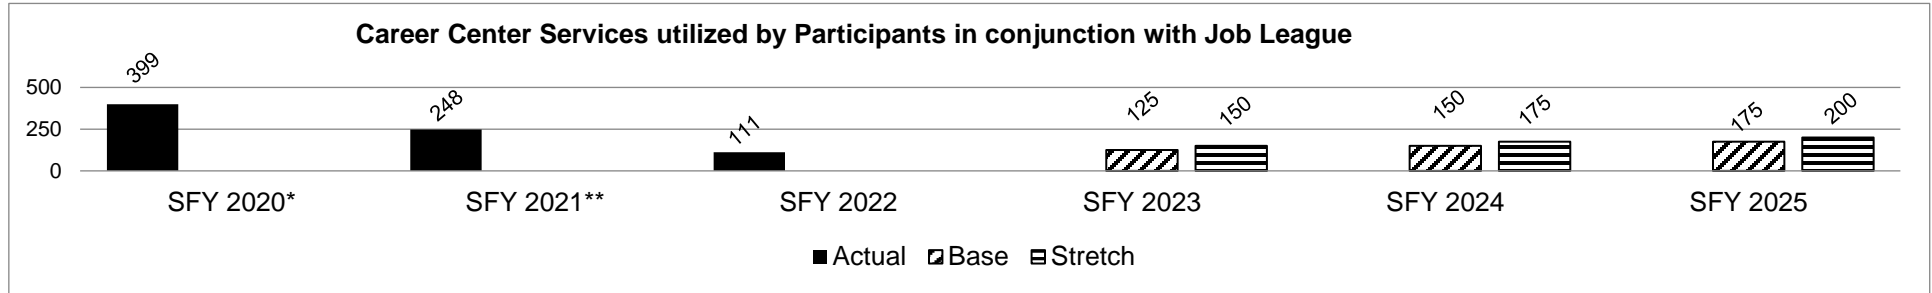 Career Center Services utilized by Participants in conjunction with Job League
399
248
111
125
150
150
175
175
200
500
250
0
SFY 2020*
SFY 2021**
SFY 2022
SFY 2023
SFY 2024
SFY 2025
Actual
Base
Stretch